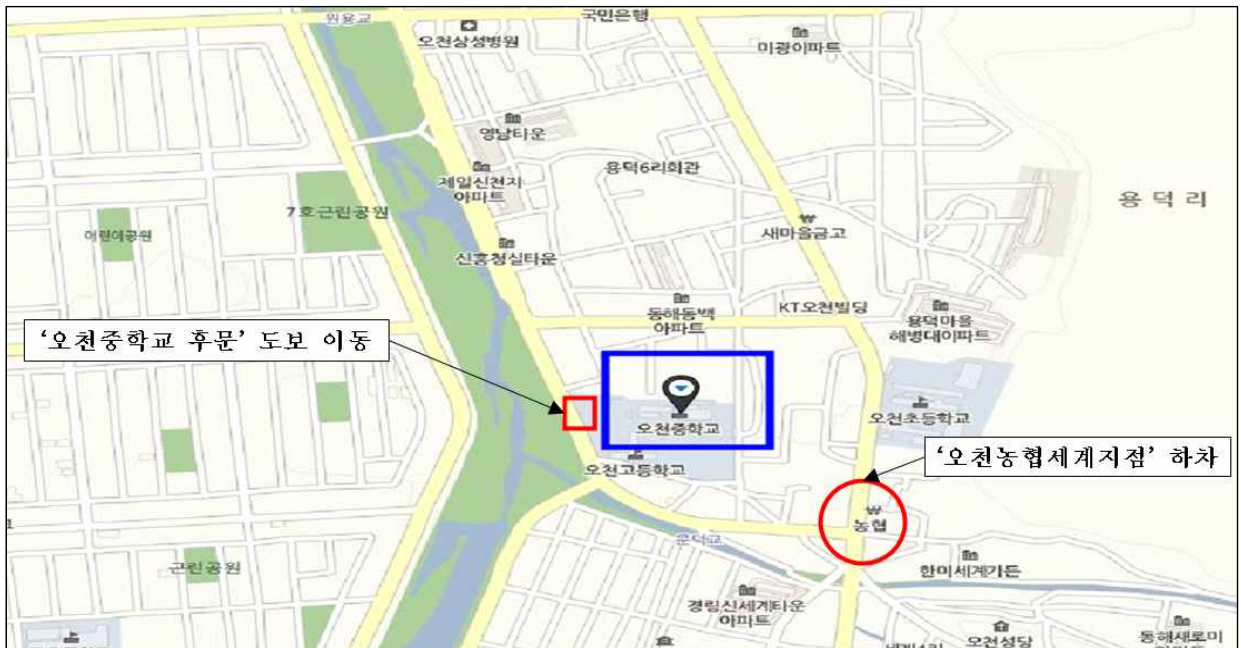 원용교
국민은행
오천삼성병원
미광아파트
영남타운
용덕6리회관
제일신천지
아파트
용 덕 리
7호근린공원
어린이공원
새마을금고
신흥청실타운
동해동백
아파트
KT오천빌딩
용덕마을
해병대아파트
‘오천중학교 후문’ 도보 이동
오천중학교
오천초등학교
오천고등학교
‘오천농협세계지점’ 하차
농협
문덕교
근린공원
한미세계가든
경림신세계타운
아파트
오천성당
동해새로미